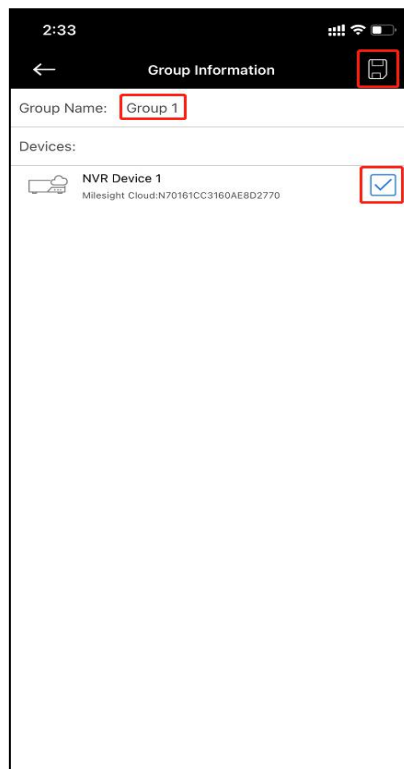 2:33
Group Information
Group Name: Group 1
Devices:
NVR Device 1
Milesight Cloud:N70161CC3160AE8D2770